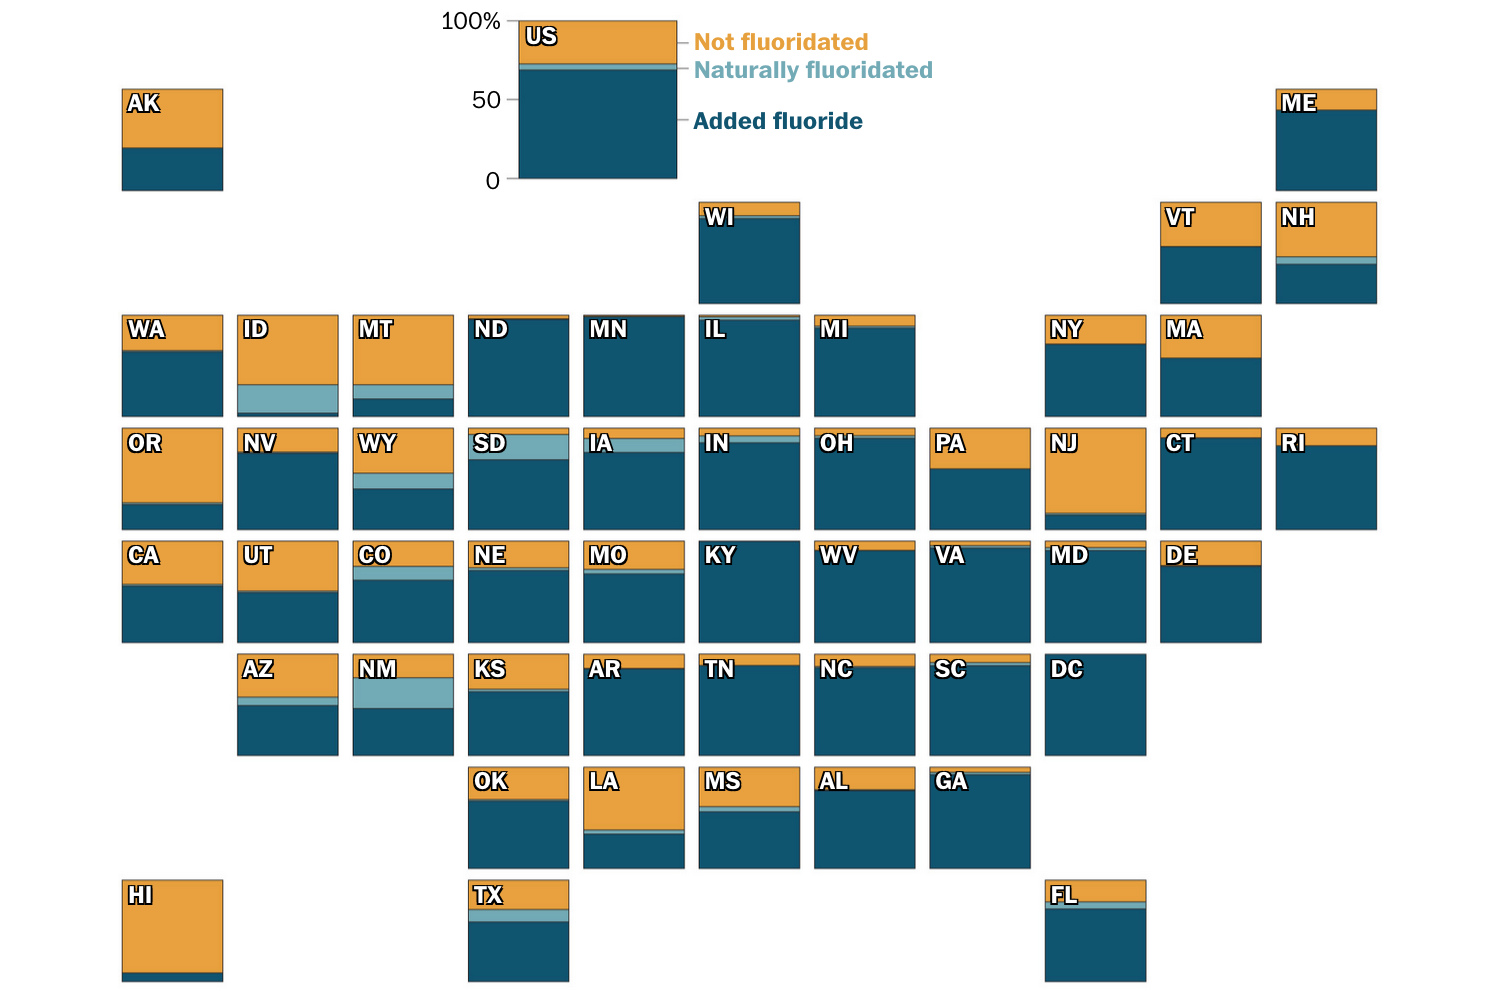 100%
US
Not fluoridated
Naturally fluoridated
50
Added fluoride
0
AK
ME
WI
VT
NH
WA
ID
MT
ND
MN
IL
MI
NY
MA
OR
NV
WY
SD
IA
IN
OH
PA
NJ
CT
RI
CA
UT
CO
NE
MO
KY
WV
VA
MD
DE
AZ
NM
KS
AR
TN
NC
SC
DC
OK
LA
MS
AL
GA
HI
TX
FL